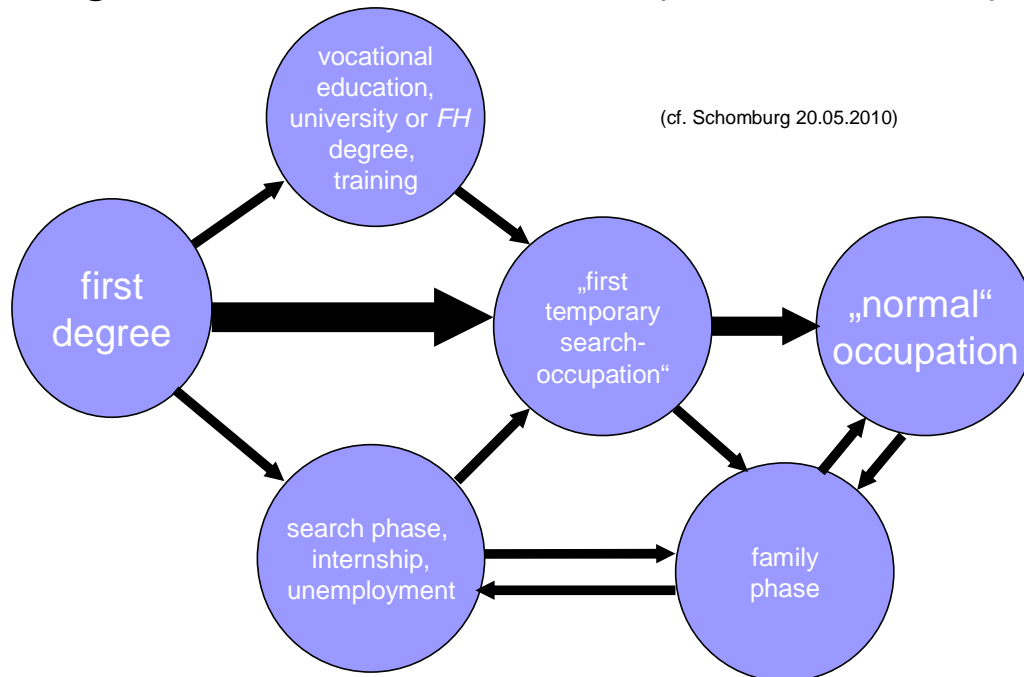 vocational
education,
university or FH
degree,
training
(cf. Schomburg 20.05.2010)
first
degree
„first
temporary
search-
occupation“
„normal“
occupation
search phase,
internship,
unemployment
family
phase